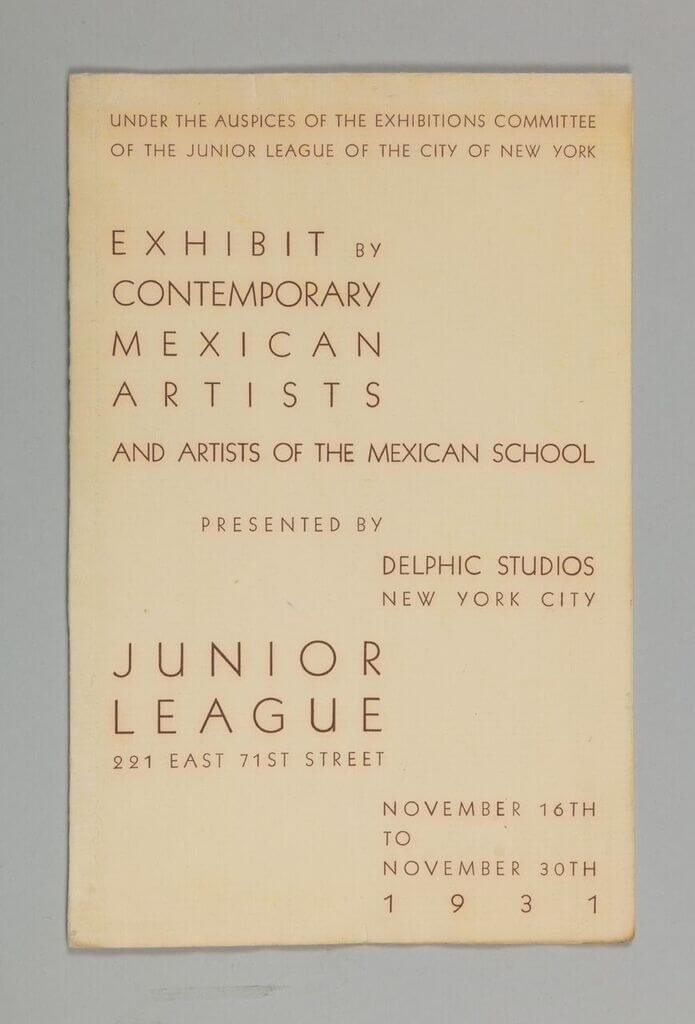 UNDER THE AUSPICES OF THE EXHIBITIONS COMMITTEE
OF THE JUNIOR LEAGUE OF THE CITY OF NEW YORK
EXHIBIT BY
CONTEMPORARY
MEXICAN
ARTISTS
AND ARTISTS OF THE MEXICAN SCHOOL
PRESENTED BY
DELPHIC STUDIOS
NEW YORK CITY
JUNIOR
LEAGUE
221 EAST 71ST STREET
NOVEMBER 16TH
TO
NOVEMBER 30TH
1931